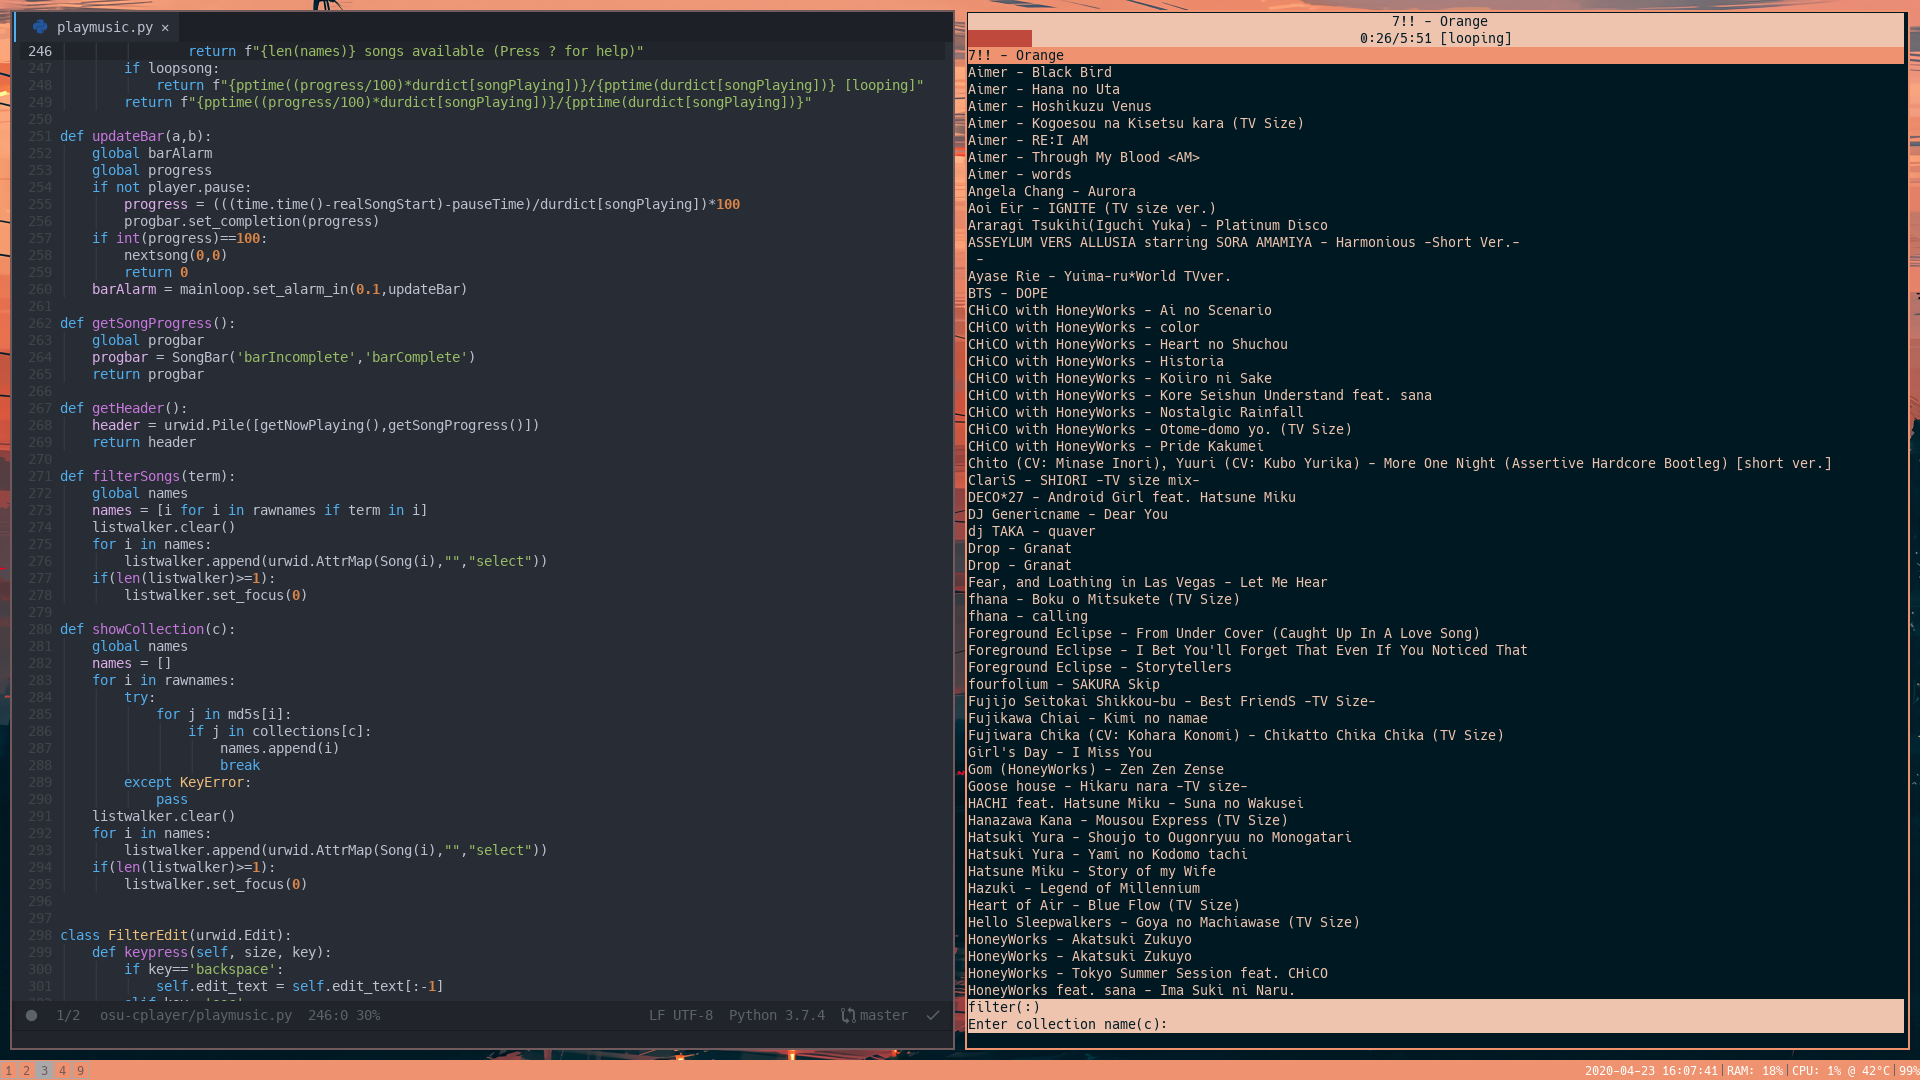 playmusic.py ×
246 return f"{len(names)} songs available (Press ? for help)"
247 if loopsong:
248 return f"{pptime((progress/100)*durdict[songPlaying])}/{pptime(durdict[songPlaying])} [looping]"
249 return f"{pptime((progress/100)*durdict[songPlaying])}/{pptime(durdict[songPlaying])}"
250
251 def updateBar(a,b):
252 global barAlarm
253 global progress
254 if not player.pause:
255 progress = (((time.time()-realSongStart)-pauseTime)/durdict[songPlaying])*100
256 progbar.set_completion(progress)
257 if int(progress)==100:
258 nextsong(0,0)
259 return 0
260 barAlarm = mainloop.set_alarm_in(0.1,updateBar)
261
262 def getSongProgress():
263 global progbar
264 progbar = SongBar('barIncomplete','barComplete')
265 return progbar
266
267 def getHeader():
268 header = urwid.Pile([getNowPlaying(),getSongProgress()])
269 return header
270
271 def filterSongs(term):
272 global names
273 names = [i for i in rawnames if term in i]
274 listwalker.clear()
275 for i in names:
276 listwalker.append(urwid.AttrMap(Song(i),"","select"))
277 if(len(listwalker)>=1):
278 listwalker.set_focus(0)
279
280 def showCollection(c):
281 global names
282 names = []
283 for i in rawnames:
284 try:
285 for j in md5s[i]:
286 if j in collections[c]:
287 names.append(i)
288 break
289 except KeyError:
290 pass
291 listwalker.clear()
292 for i in names:
293 listwalker.append(urwid.AttrMap(Song(i),"","select"))
294 if(len(listwalker)>=1):
295 listwalker.set_focus(0)
296
297
298 class FilterEdit(urwid.Edit):
299 def keypress(self, size, key):
300 if key=='backspace':
301 self.edit_text = self.edit_text[:-1]
1/2 osu-cplayer/playmusic.py 246:0 30% LF UTF-8 Python 3.7.4 master
7!! - Orange
0:26/5:51 [looping]
7!! - Orange
Aimer - Black Bird
Aimer - Hana no Uta
Aimer - Hoshikuzu Venus
Aimer - Kogoesou na Kisetsu kara (TV Size)
Aimer - RE:I AM
Aimer - Through My Blood <AM>
Aimer - words
Angela Chang - Aurora
Aoi Eir - IGNITE (TV size ver.)
Araragi Tsukihi(Iguchi Yuka) - Platinum Disco
ASSEYLUM VERS ALLUSIA starring SORA AMAMIYA - Harmonious -Short Ver.-
-
Ayase Rie - Yuima-ru*World TVver.
BTS - DOPE
CHiCO with HoneyWorks - Ai no Scenario
CHiCO with HoneyWorks - color
CHiCO with HoneyWorks - Heart no Shuchou
CHiCO with HoneyWorks - Historia
CHiCO with HoneyWorks - Koiiro ni Sake
CHiCO with HoneyWorks - Kore Seishun Understand feat. sana
CHiCO with HoneyWorks - Nostalgic Rainfall
CHiCO with HoneyWorks - Otome-domo yo. (TV Size)
CHiCO with HoneyWorks - Pride Kakumei
Chito (CV: Minase Inori), Yuuri (CV: Kubo Yurika) - More One Night (Assertive Hardcore Bootleg) [short ver.]
ClariS - SHIORI -TV size mix-
DECO*27 - Android Girl feat. Hatsune Miku
DJ Genericname - Dear You
dj TAKA - quaver
Drop - Granat
Drop - Granat
Fear, and Loathing in Las Vegas - Let Me Hear
fhana - Boku o Mitsukete (TV Size)
fhana - calling
Foreground Eclipse - From Under Cover (Caught Up In A Love Song)
Foreground Eclipse - I Bet You'll Forget That Even If You Noticed That
Foreground Eclipse - Storytellers
fourfolium - SAKURA Skip
Fujijo Seitokai Shikkou-bu - Best FriendS -TV Size-
Fujikawa Chiai - Kimi no namae
Fujiwara Chika (CV: Kohara Konomi) - Chikatto Chika Chika (TV Size)
Girl's Day - I Miss You
Gom (HoneyWorks) - Zen Zen Zense
Goose house - Hikaru nara -TV size-
HACHI feat. Hatsune Miku - Suna no Wakusei
Hanazawa Kana - Mousou Express (TV Size)
Hatsuki Yura - Shoujo to Ougonryuu no Monogatari
Hatsuki Yura - Yami no Kodomo tachi
Hatsune Miku - Story of my Wife
Hazuki - Legend of Millennium
Heart of Air - Blue Flow (TV Size)
Hello Sleepwalkers - Goya no Machiawase (TV Size)
HoneyWorks - Akatsuki Zukuyo
HoneyWorks - Akatsuki Zukuyo
HoneyWorks - Tokyo Summer Session feat. CHiCO
HoneyWorks feat. sana - Ima Suki ni Naru.
filter(:)
Enter collection name(c):
1 2 3 4 9 2020-04-23 16:07:41 RAM: 18% CPU: 1% @ 42°C 99%